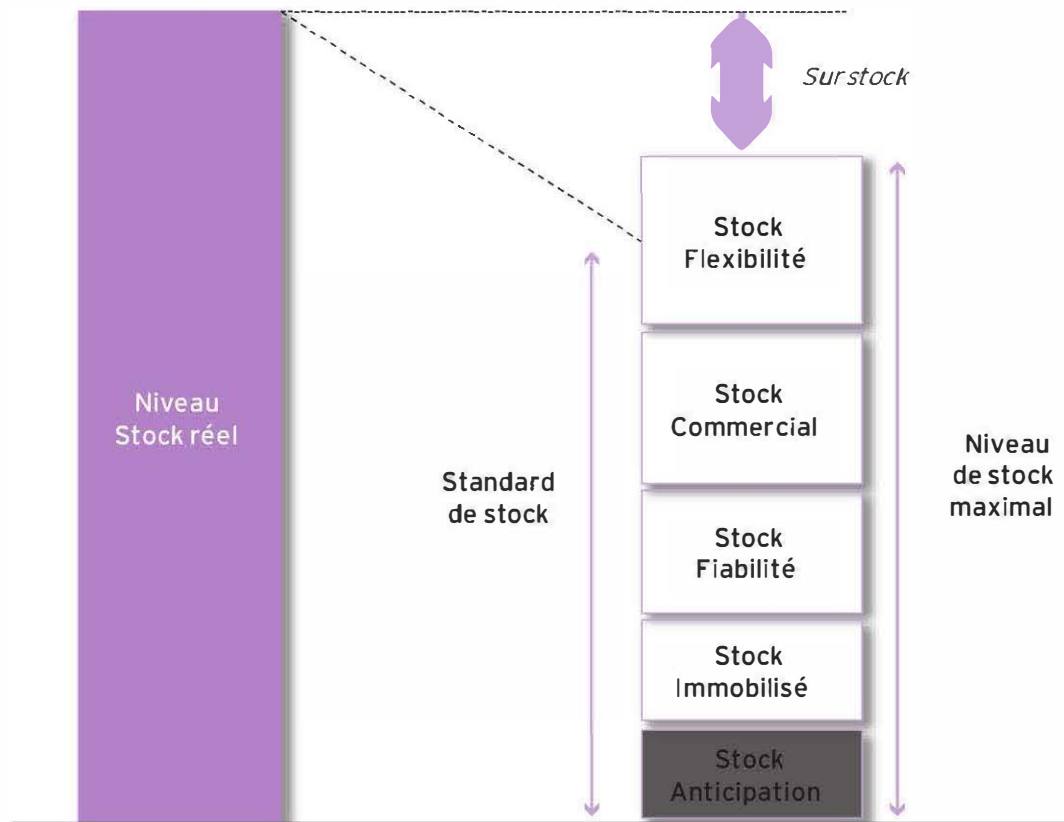 Sur stock
Stock
Flexibilité
Niveau
Stock réel
Stock
Commercial
Standard
de stock
Niveau
de stock
maximal
Stock
Fiabilité
Stock
Immobilisé
Stock
Anticipation